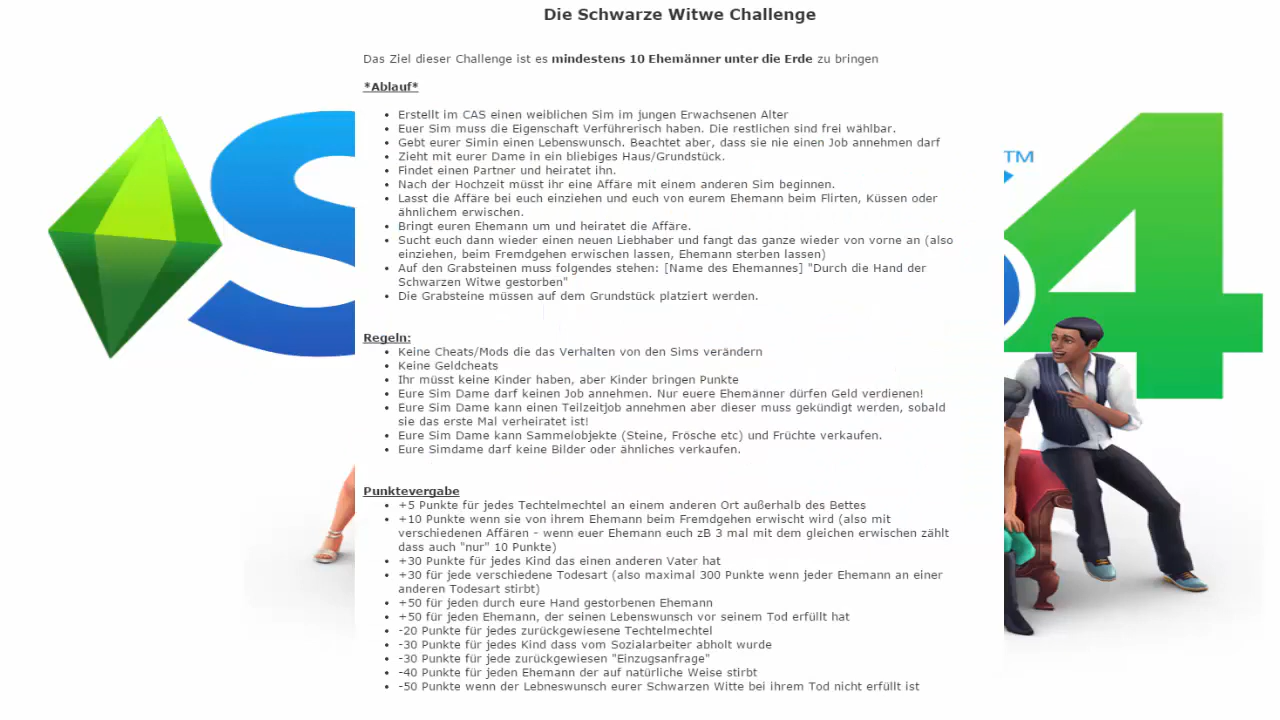 Die Schwarze Witwe Challenge
Das Ziel dieser Challenge ist es mindestens 10 Ehemänner unter die Erde zu bringen
*Ablauf*
• Erstellt im CAS einen weiblichen Sim im jungen Erwachsenen Alter
• Euer Sim muss die Eigenschaft Verführerisch haben. Die restlichen sind frei wählbar.
• Gebt eurer Simin einen Lebenswunsch. Beachtet aber, dass sie nie einen Job annehmen darf
• Zieht mit eurer Dame in ein bliebiges Haus/Grundstück.
• Findet einen Partner und heiratet ihn.
• Nach der Hochzeit müsst ihr eine Affäre mit einem anderen Sim beginnen.
• Lasst die Affäre bei euch einziehen und euch von eurem Ehemann beim Flirten, Küssen oder
ähnlichem erwischen.
• Bringt euren Ehemann um und heiratet die Affäre.
• Sucht euch dann wieder einen neuen Liebhaber und fangt das ganze wieder von vorne an (also
einziehen, beim Fremdgehen erwischen lassen, Ehemann sterben lassen)
• Auf den Grabsteinen muss folgendes stehen: [Name des Ehemannes] "Durch die Hand der
Schwarzen Witwe gestorben"
• Die Grabsteine müssen auf dem Grundstück platziert werden.
Regeln:
• Keine Cheats/Mods die das Verhalten von den Sims verändern
• Keine Geldcheats
• Ihr müsst keine Kinder haben, aber Kinder bringen Punkte
• Eure Sim Dame darf keinen Job annehmen. Nur euere Ehemänner dürfen Geld verdienen!
• Eure Sim Dame kann einen Teilzeitjob annehmen aber dieser muss gekündigt werden, sobald
sie das erste Mal verheiratet ist!
• Eure Sim Dame kann Sammelobjekte (Steine, Frösche etc) und Früchte verkaufen.
• Eure Simdame darf keine Bilder oder ähnliches verkaufen.
Punktevergabe
• +5 Punkte für jedes Techtelmechtel an einem anderen Ort außerhalb des Bettes
• +10 Punkte wenn sie von ihrem Ehemann beim Fremdgehen erwischt wird (also mit
verschiedenen Affären - wenn euer Ehemann euch zB 3 mal mit dem gleichen erwischen zählt
dass auch "nur" 10 Punkte)
• +30 Punkte für jedes Kind das einen anderen Vater hat
• +30 für jede verschiedene Todesart (also maximal 300 Punkte wenn jeder Ehemann an einer
anderen Todesart stirbt)
• +50 für jeden durch eure Hand gestorbenen Ehemann
• +50 für jeden Ehemann, der seinen Lebenswunsch vor seinem Tod erfüllt hat
• -20 Punkte für jedes zurückgewiesene Techtelmechtel
• -30 Punkte für jedes Kind dass vom Sozialarbeiter abholt wurde
• -30 Punkte für jede zurückgewiesen "Einzugsanfrage"
• -40 Punkte für jeden Ehemann der auf natürliche Weise stirbt
• -50 Punkte wenn der Lebneswunsch eurer Schwarzen Witte bei ihrem Tod nicht erfüllt ist
S
4
TM